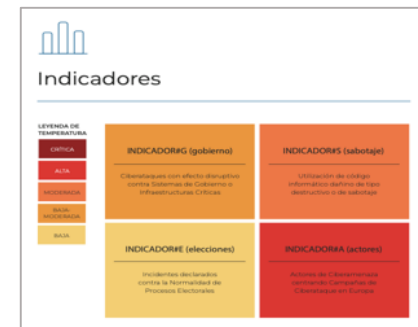 Indicadores
LEYENDA DE
TEMPERATURA
CRÍTICA
ALTA
MODERADA
BAJA-
MODERADA
BAJA
INDICADOR#G (gobierno)
Ciberataques con efecto disruptivo
contra Sistemas de Gobierno o
Infraestructuras Críticas
INDICADOR#S (sabotaje)
Utilización de código
informático dañino de tipo
destructivo o de sabotaje
INDICADOR#E (elecciones)
Incidentes declarados
contra la Normalidad de
Procesos Electorales
INDICADOR#A (actores)
Actores de Ciberamenaza
centrando Campañas de
Ciberataque en Europa